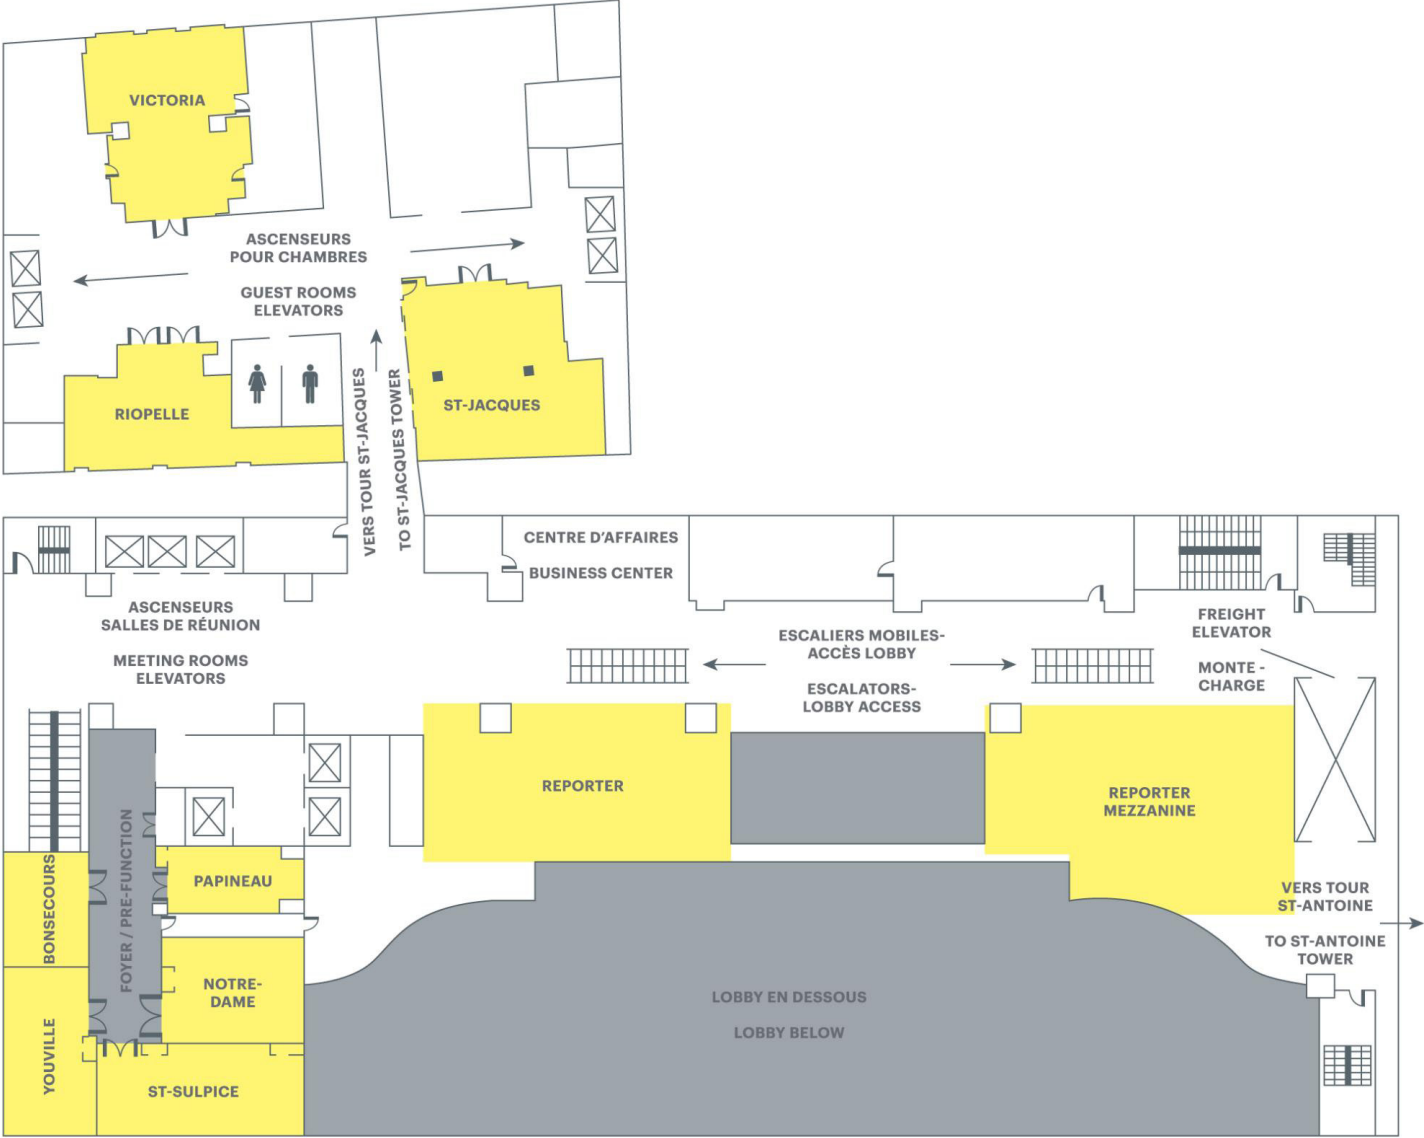 VICTORIA
ASCENSEURS
POUR CHAMBRES
GUEST ROOMS
ELEVATORS
RIOPELLE
ST-JACQUES
VERS TOUR ST-JACQUES
TO ST-JACQUES TOWER
CENTRE D'AFFAIRES
BUSINESS CENTER
ASCENSEURS
SALLES DE RÉUNION
MEETING ROOMS
ELEVATORS
ESCALIERS MOBILES-
ACCÈS LOBBY
ESCALATORS-
LOBBY ACCESS
FREIGHT
ELEVATOR
MONTE -
CHARGE
REPORTER
REPORTER
MEZZANINE
BONSECOURS
FOYER / PRE-FUNCTION
PAPINEAU
VERS TOUR
ST-ANTOINE
TO ST-ANTOINE
TOWER
NOTRE-
DAME
YOUVILLE
ST-SULPICE
LOBBY EN DESSOUS
LOBBY BELOW